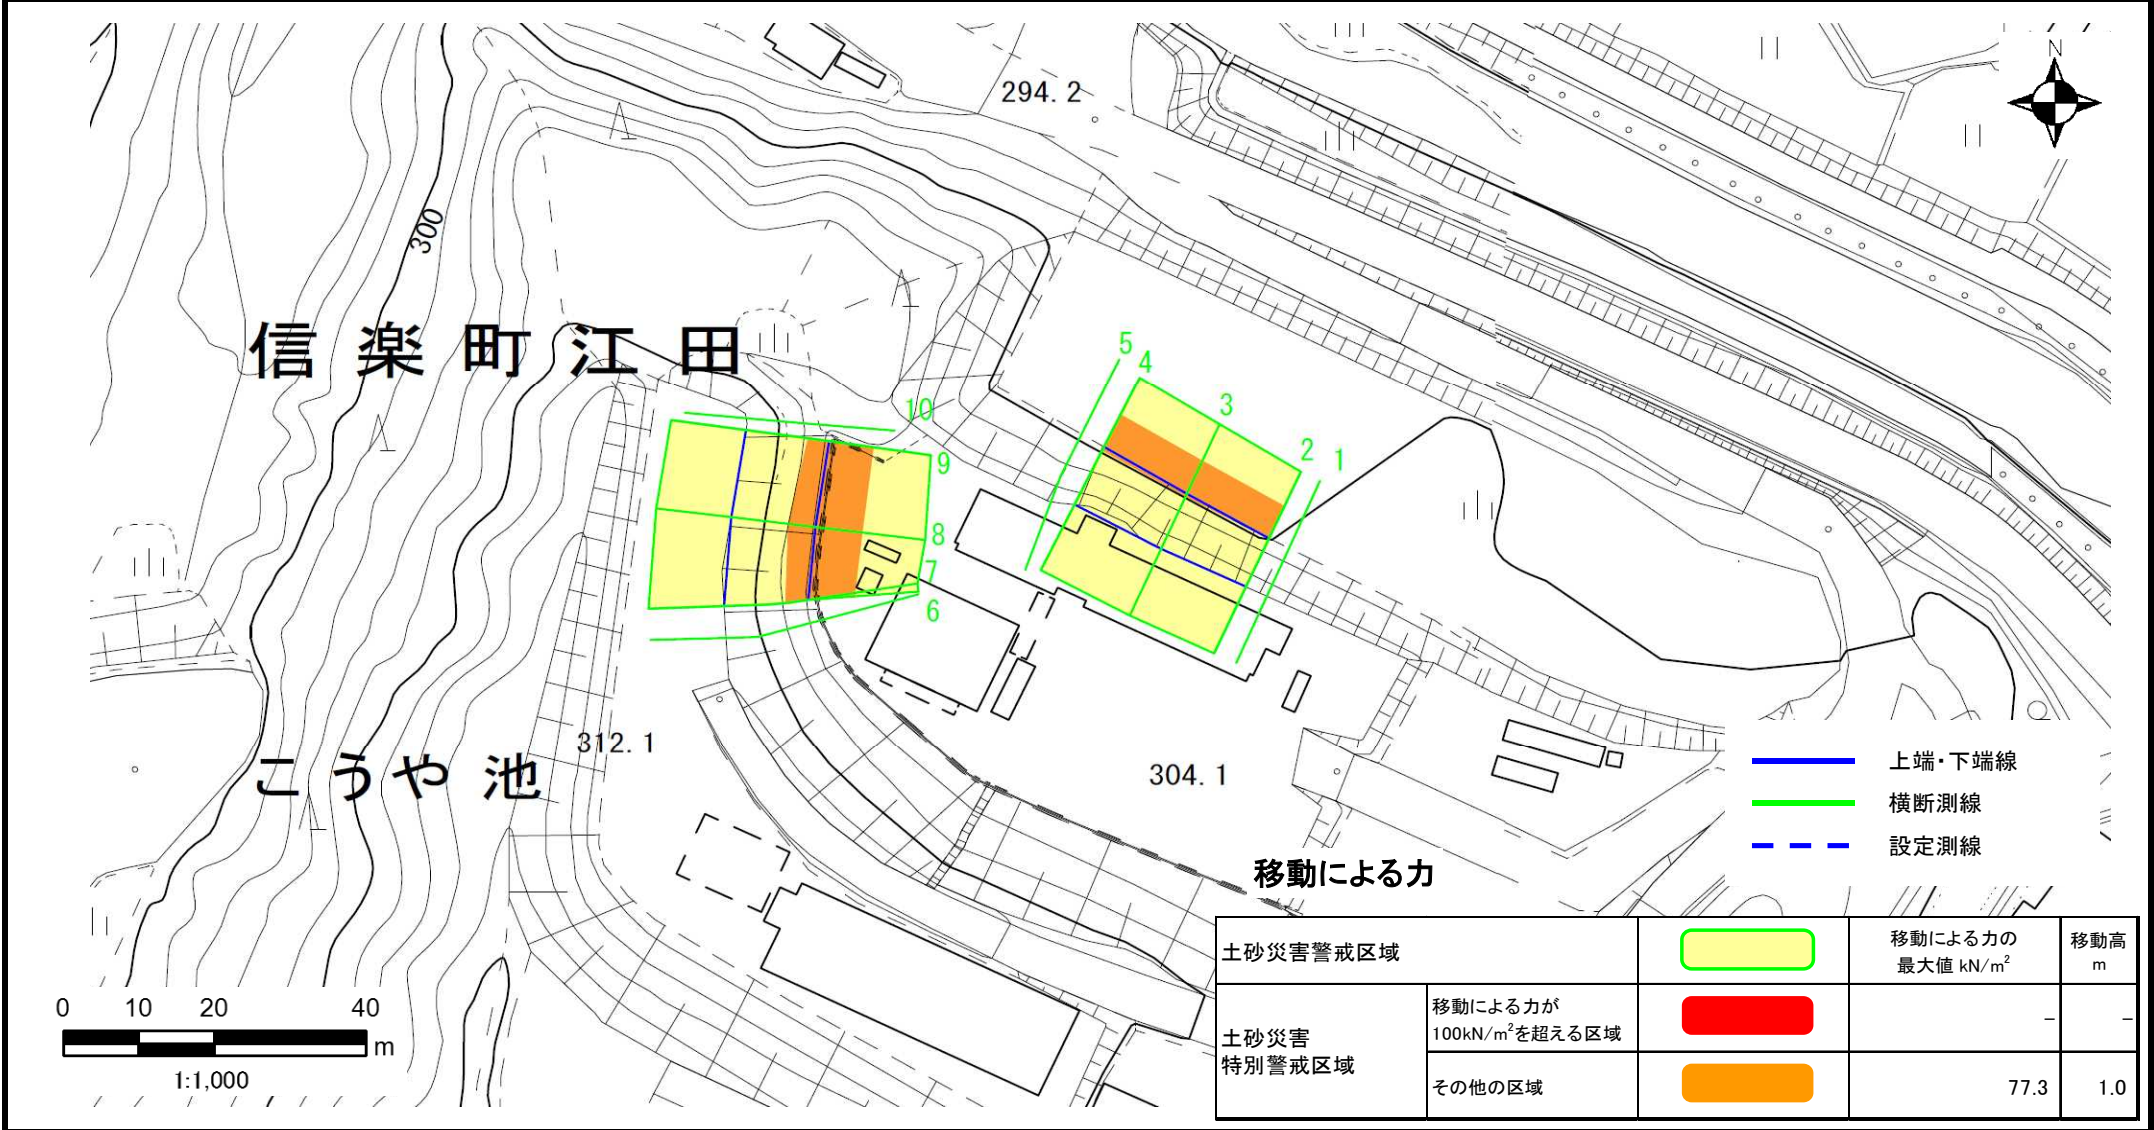 294.2
N
300
信楽町江田
5
4
3
2
1
10
9
8
7
6
こうや池
312.1
304.1
上端・下端線
横断測線
設定測線
移動による力
土砂災害警戒区域
移動による力の
最大値 kN/m²
移動高
m
土砂災害
特別警戒区域
移動による力が
100kN/m²を超える区域
－
－
その他の区域
77.3
1.0
0 10 20 40
m
1:1,000